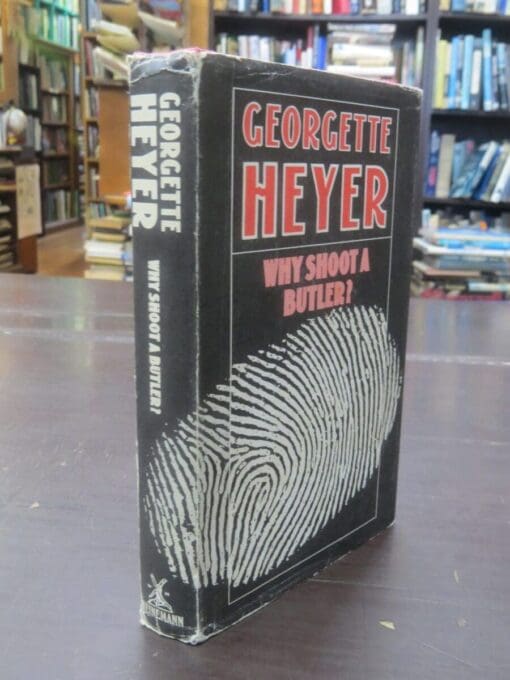 GEORGETTE
HEYER
WHY SHOOT A BUTLER?
GEORGETTE
HEYER
WHY SHOOT A
BUTLER?